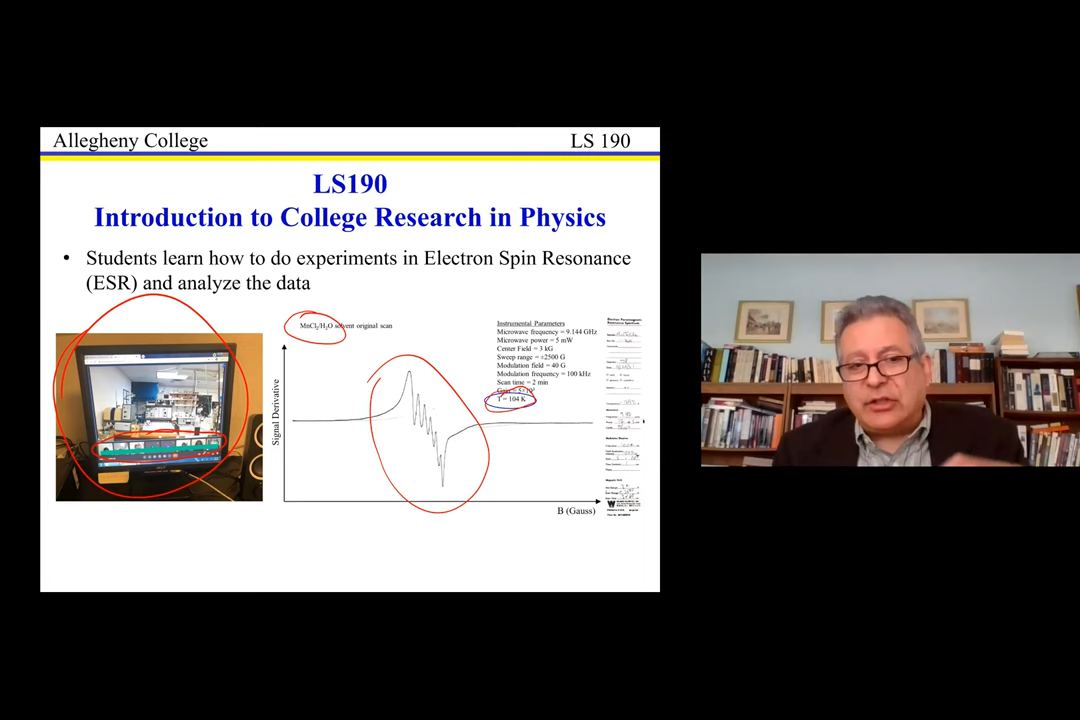 Allegheny College
LS 190
LS190
Introduction to College Research in Physics
• Students learn how to do experiments in Electron Spin Resonance
(ESR) and analyze the data
MnCl₂/H₂O solvent original scan
Signal Derivative
B (Gauss)
Instrumental Parameters
Microwave frequency = 9.144 GHz
Microwave power = 5 mW
Center Field = 3 kG
Sweep range = ±2500 G
Modulation field = 40 G
Modulation frequency = 100 kHz
Scan time = 2 min
T = 104 K